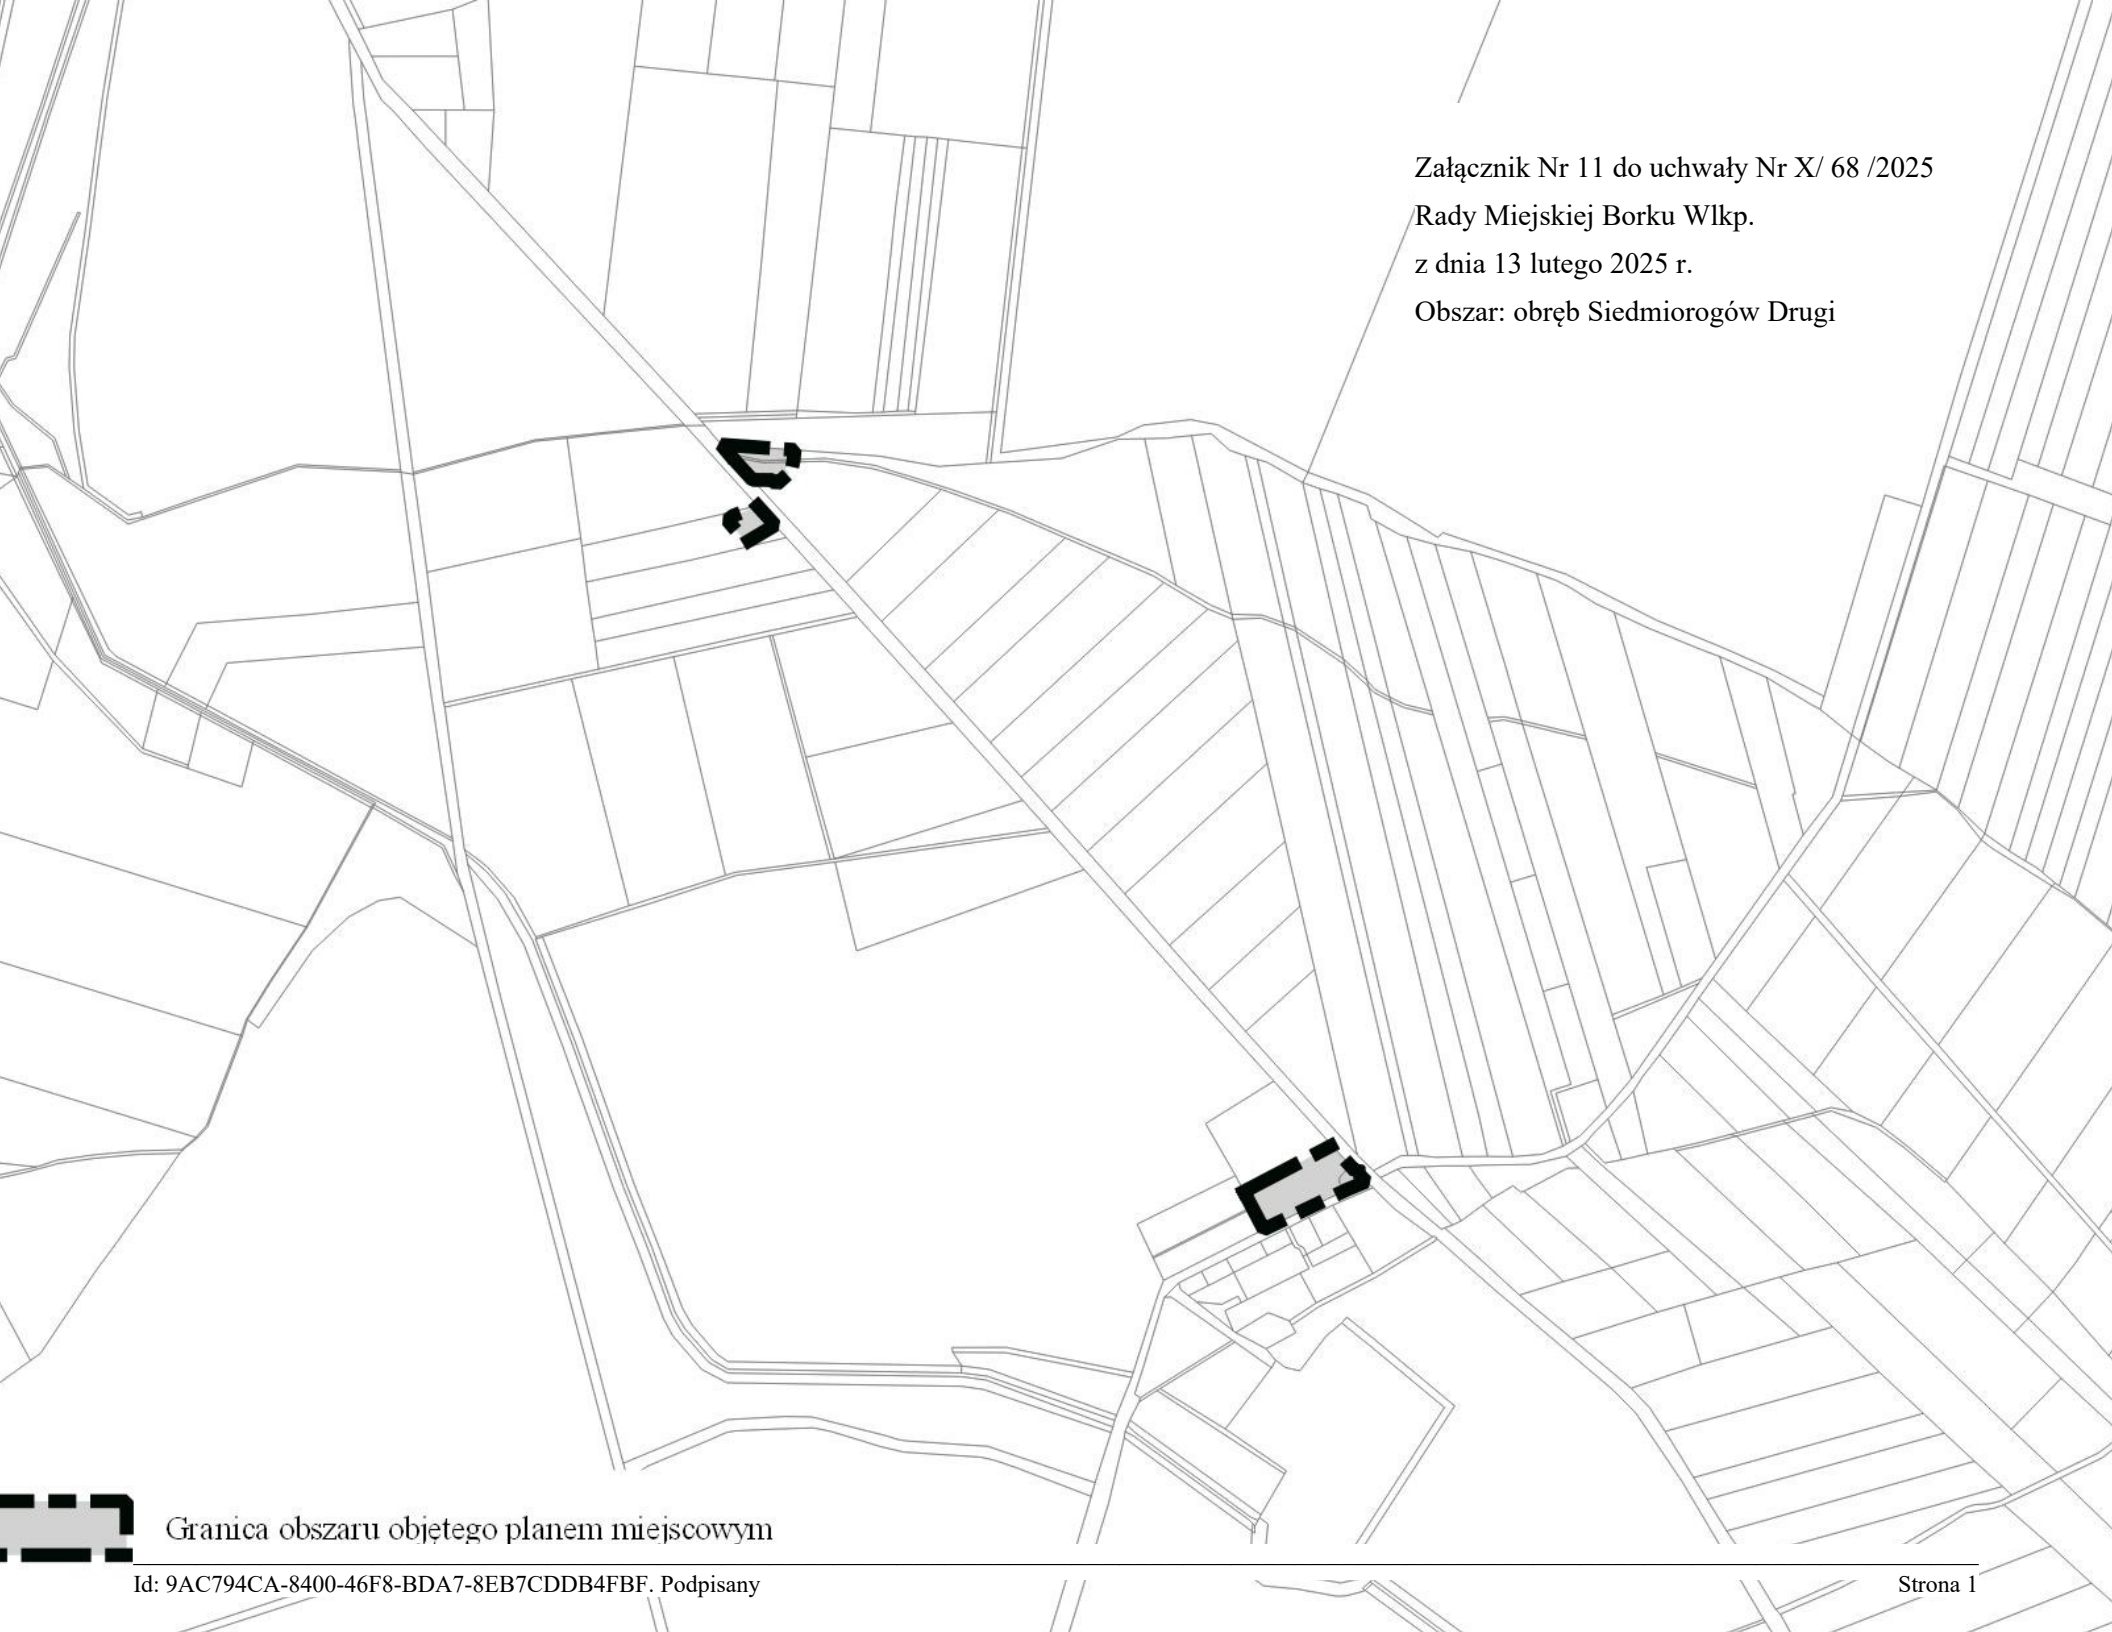 Załącznik Nr 11 do uchwały Nr X/ 68 /2025
Rady Miejskiej Borku Wlkp.
z dnia 13 lutego 2025 r.
Obszar: obręb Siedmiorogów Drugi
Granica obszaru objętego planem miejscowym
Id: 9AC794CA-8400-46F8-BDA7-8EB7CDDB4FBF. Podpisany
Strona 1